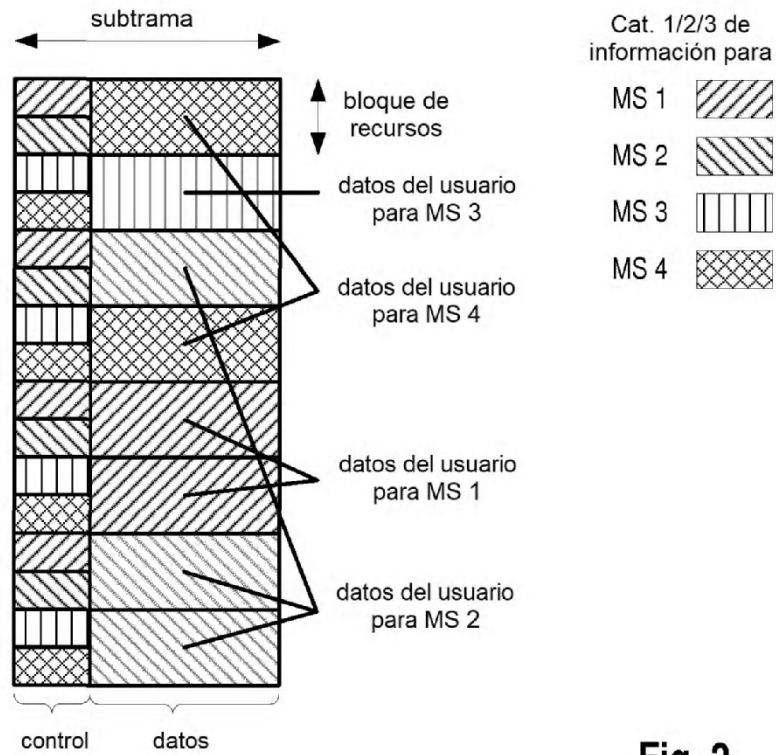 subtrama
bloque de
recursos
datos del usuario
para MS 3
datos del usuario
para MS 4
datos del usuario
para MS 1
datos del usuario
para MS 2
control
datos
Cat. 1/2/3 de
información para
MS 1
MS 2
MS 3
MS 4